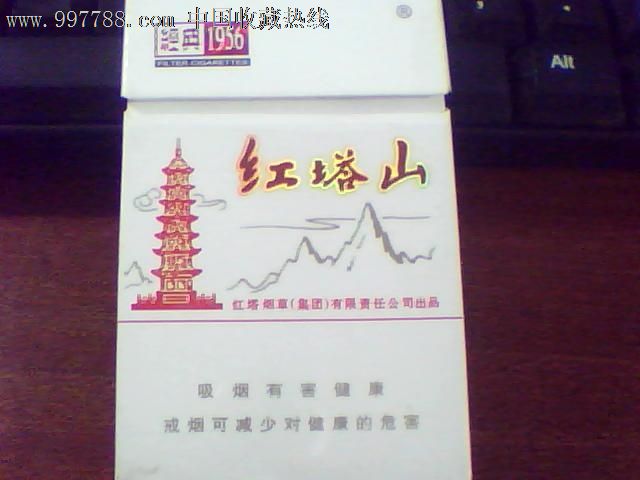 www.997788.com 中国收藏热线
®
經典 1956
FILTER CIGARETTES
Alt
红塔山
红塔烟草(集团)有限责任公司出品
吸烟有害健康
戒烟可减少对健康的危害